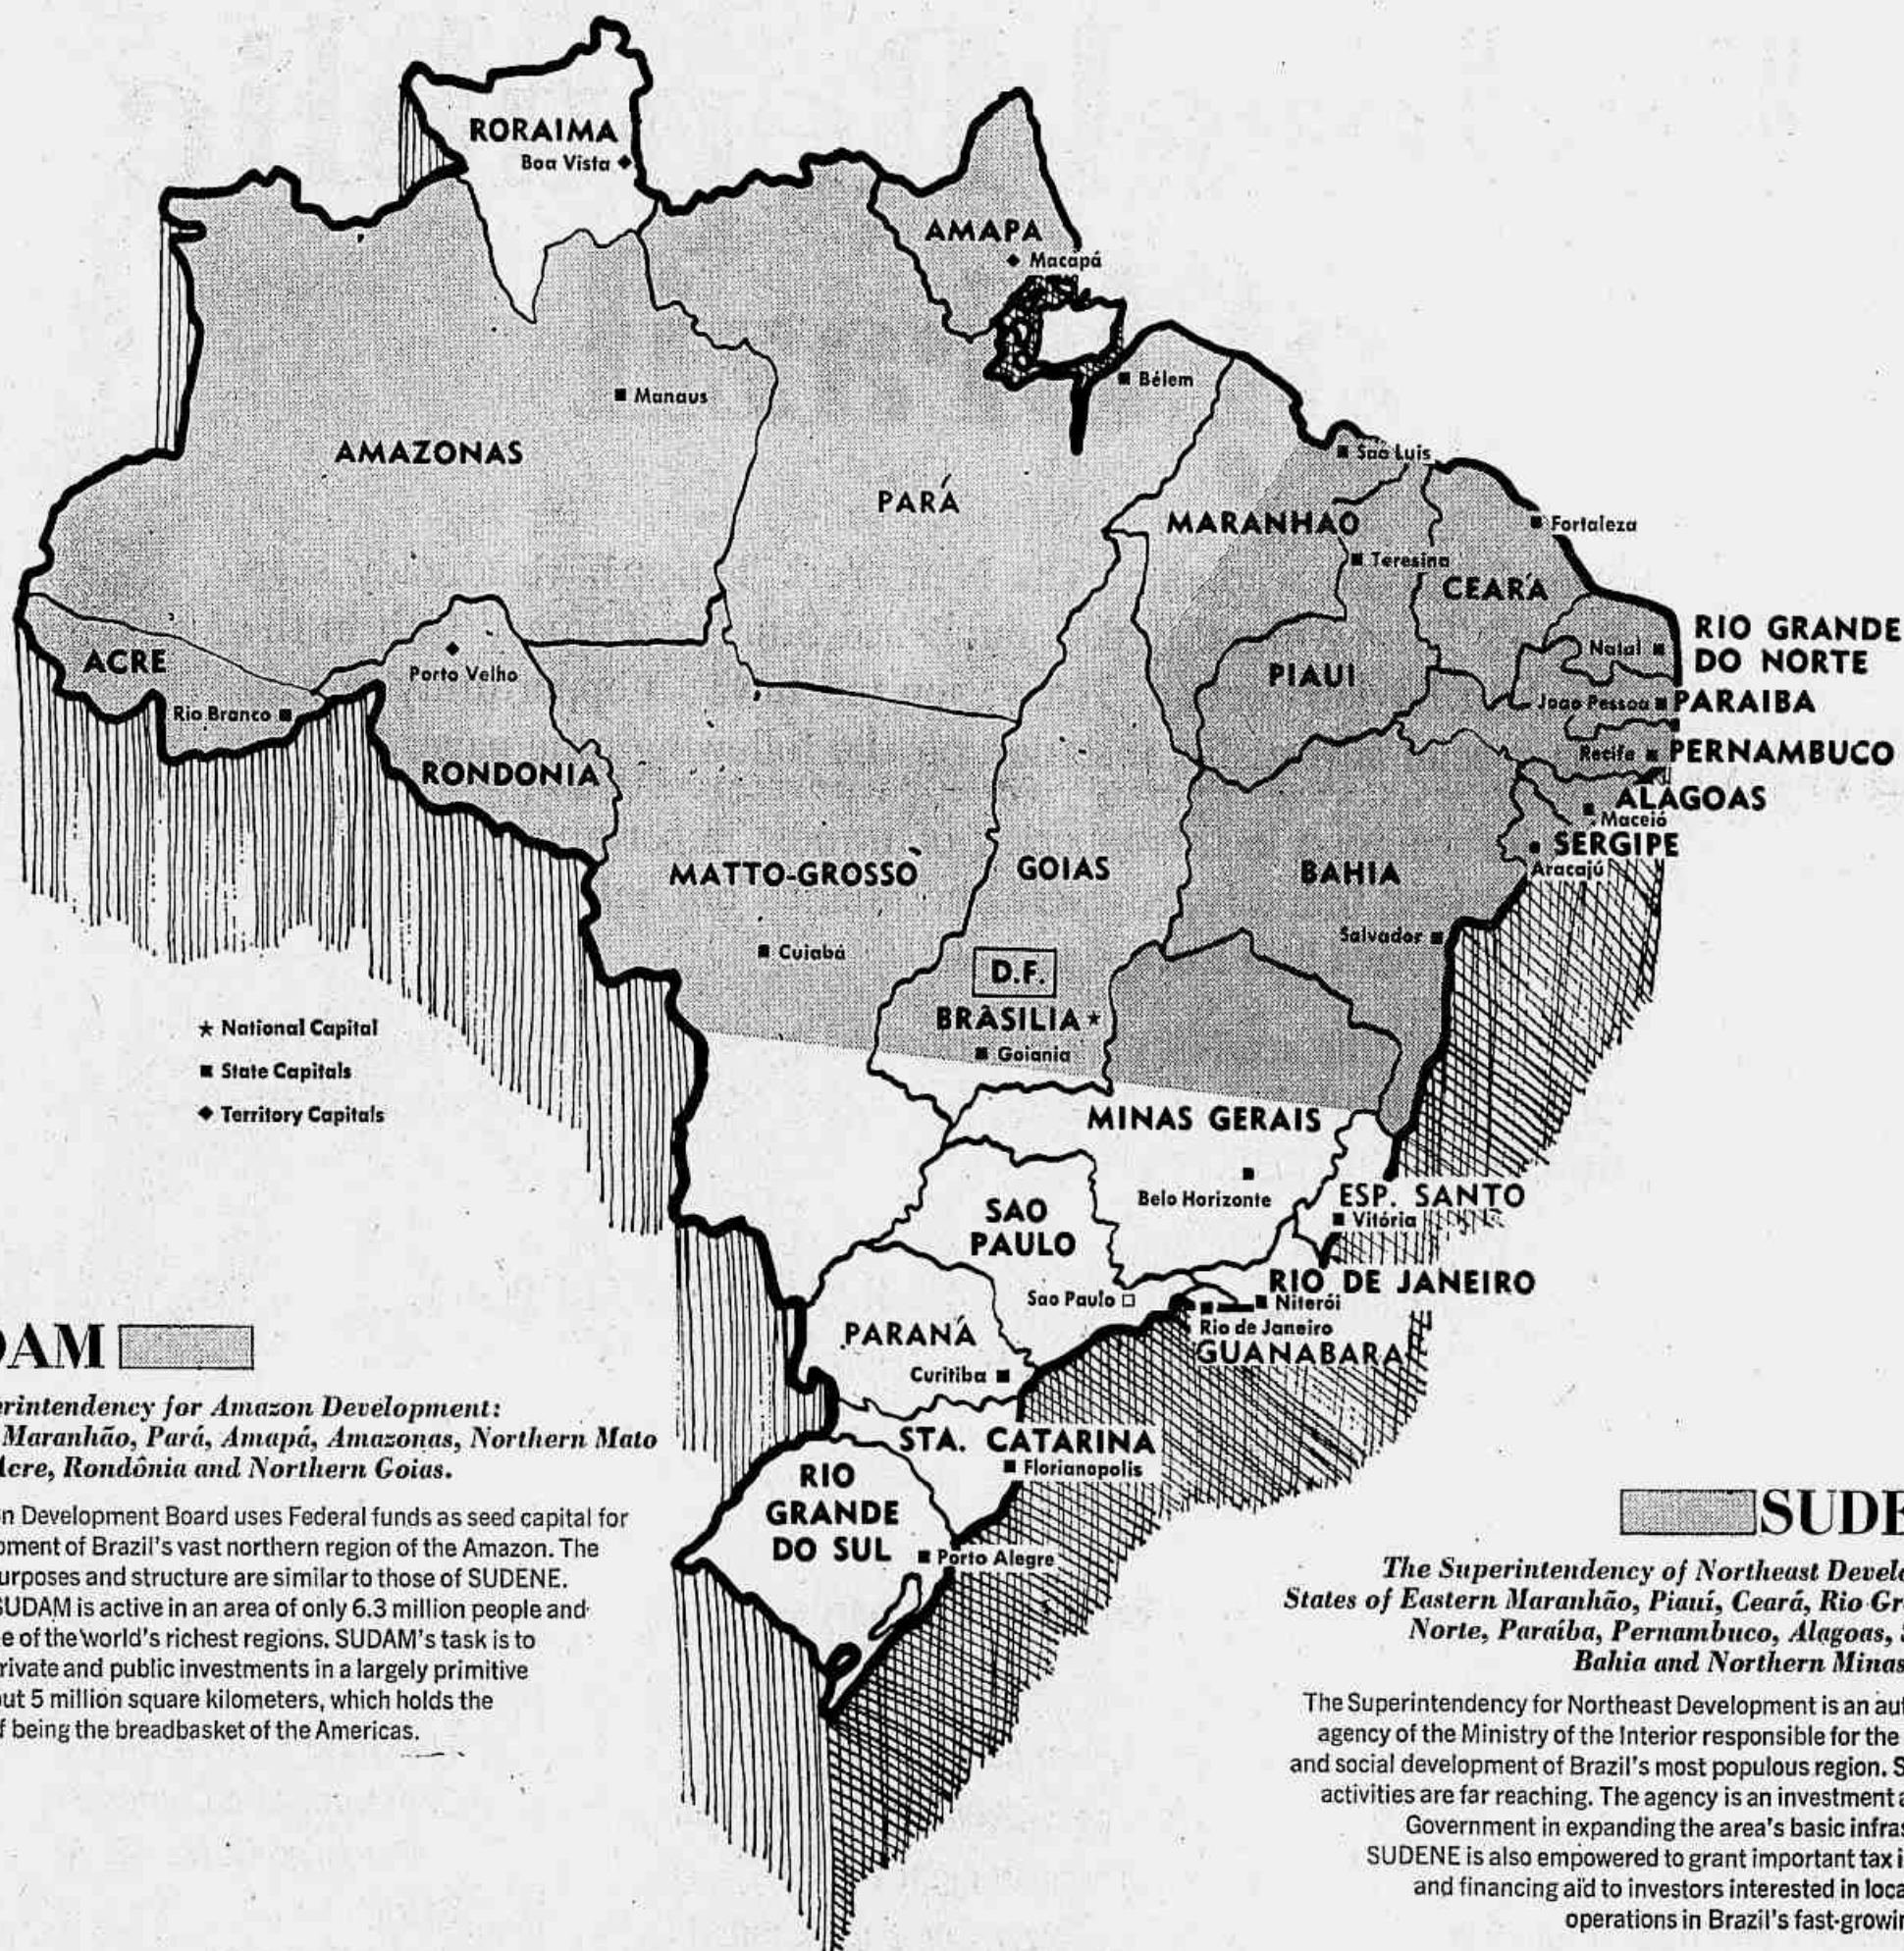 RORAIMA
Boa Vista
AMAPA
Macapá
Manaus
Bélem
AMAZONAS
PARÁ
Sao Luis
MARANHAO
Fortaleza
Teresina
CEARÁ
RIO GRANDE
DO NORTE
Natal
ACRE
Porto Velho
PIAUI
Joao Pessoa
PARAIBA
Rio Branco
Recife
PERNAMBUCO
RONDONIA
ALAGOAS
Maceió
SERGIPE
Aracajú
MATTO-GROSSO
GOIAS
BAHIA
Salvador
Cuiabá
D.F.
BRASILIA
Goiania
★ National Capital
■ State Capitals
◆ Territory Capitals
MINAS GERAIS
Belo Horizonte
ESP. SANTO
Vitória
SAO
PAULO
Sao Paulo
RIO DE JANEIRO
Niterói
Rio de Janeiro
GUANABARA
PARANÁ
Curitiba
STA. CATARINA
Florianopolis
RIO
GRANDE
DO SUL
Porto Alegre
DAM
rintendency for Amazon Development:
Maranhão, Pará, Amapá, Amazonas, Northern Mato
Acre, Rondônia and Northern Goias.
n Development Board uses Federal funds as seed capital for
pment of Brazil's vast northern region of the Amazon. The
urposes and structure are similar to those of SUDENE.
SUDAM is active in an area of only 6.3 million people and
e of the world's richest regions. SUDAM's task is to
rivate and public investments in a largely primitive
out 5 million square kilometers, which holds the
f being the breadbasket of the Americas.
SUDE
The Superintendency of Northeast Develo
States of Eastern Maranhão, Piauí, Ceará, Rio Gr
Norte, Paraíba, Pernambuco, Alagoas,
Bahia and Northern Minas
The Superintendency for Northeast Development is an aut
agency of the Ministry of the Interior responsible for the
and social development of Brazil's most populous region. S
activities are far reaching. The agency is an investment a
Government in expanding the area's basic infras
SUDENE is also empowered to grant important tax i
and financing aid to investors interested in loca
operations in Brazil's fast-growin